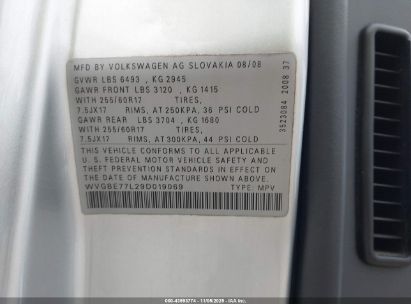 MFD BY VOLKSWAGEN AG SLOVAKIA 08/08
GVWR LBS 6493 , KG 2945
GAWR FRONT LBS 3120 , KG 1415
WITH 255/60R17 TIRES,
7.5JX17 RIMS, AT 250KPA, 36 PSI COLD
GAWR REAR LBS 3704 , KG 1680
WITH 255/60R17 TIRES,
7.5JX17 RIMS, AT 300KPA, 44 PSI COLD
THIS VEHICLE CONFORMS TO ALL APPLICABLE
U.S. FEDERAL MOTOR VEHICLE SAFETY AND
THEFT PREVENTION STANDARDS IN EFFECT ON
THE DATE OF MANUFACTURE SHOWN ABOVE
WVGBE77L29D019069 TYPE: MPV
3523084 2008 37